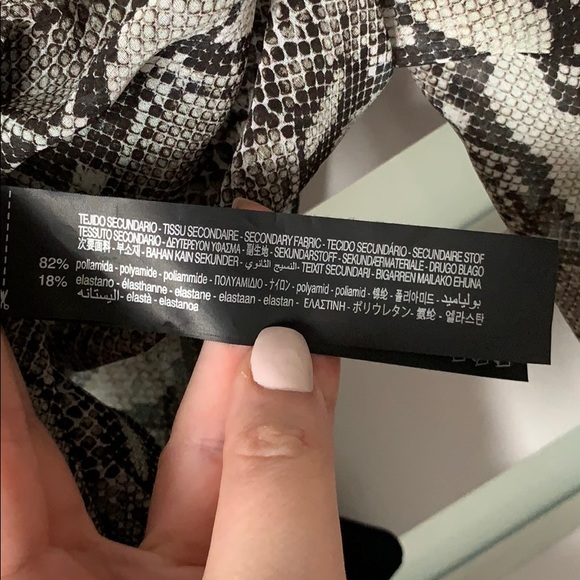 TEJIDO SECUNDARIO - TISSU SECONDAIRE - SECONDARY FABRIC - TECIDO SECUNDÁRIO - SECUNDAIRE STOF
TESSUTO SECONDARIO - ΔΕΥΤΕΡΕΥΟΝ ΥΦΑΣΜΑ - 副生地 - SEKUNDÄRSTOFF - SEKUNDÆRMATERIALE - DRUGO BLAGO
次要面料 - 부소재 - BAHAN KAIN SEKUNDER - النسيج الثانوي - TEIXIT SECUNDARI - BIGARREN MAILAKO EHUNA
82% poliamida - polyamide - poliammide - ΠΟΛΥΑΜΙΔΙΟ - ナイロン - polyamid - poliamid - 锦纶 - 폴리아미드 - بولياميد
18% elastano - élasthanne - elastane - elastaan - elastan - ΕΛΑΣΤΙΝΗ - ポリウレタン - 氨纶 - 엘라스탄
الیستانه - elastà - elastanoa